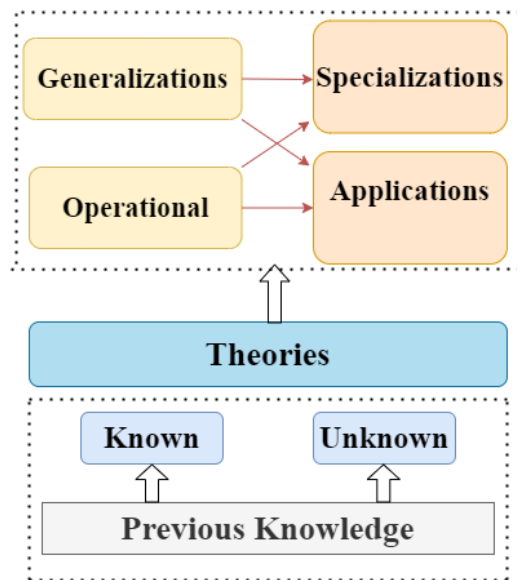 Generalizations
Specializations
Operational
Applications
Theories
Known
Unknown
Previous Knowledge